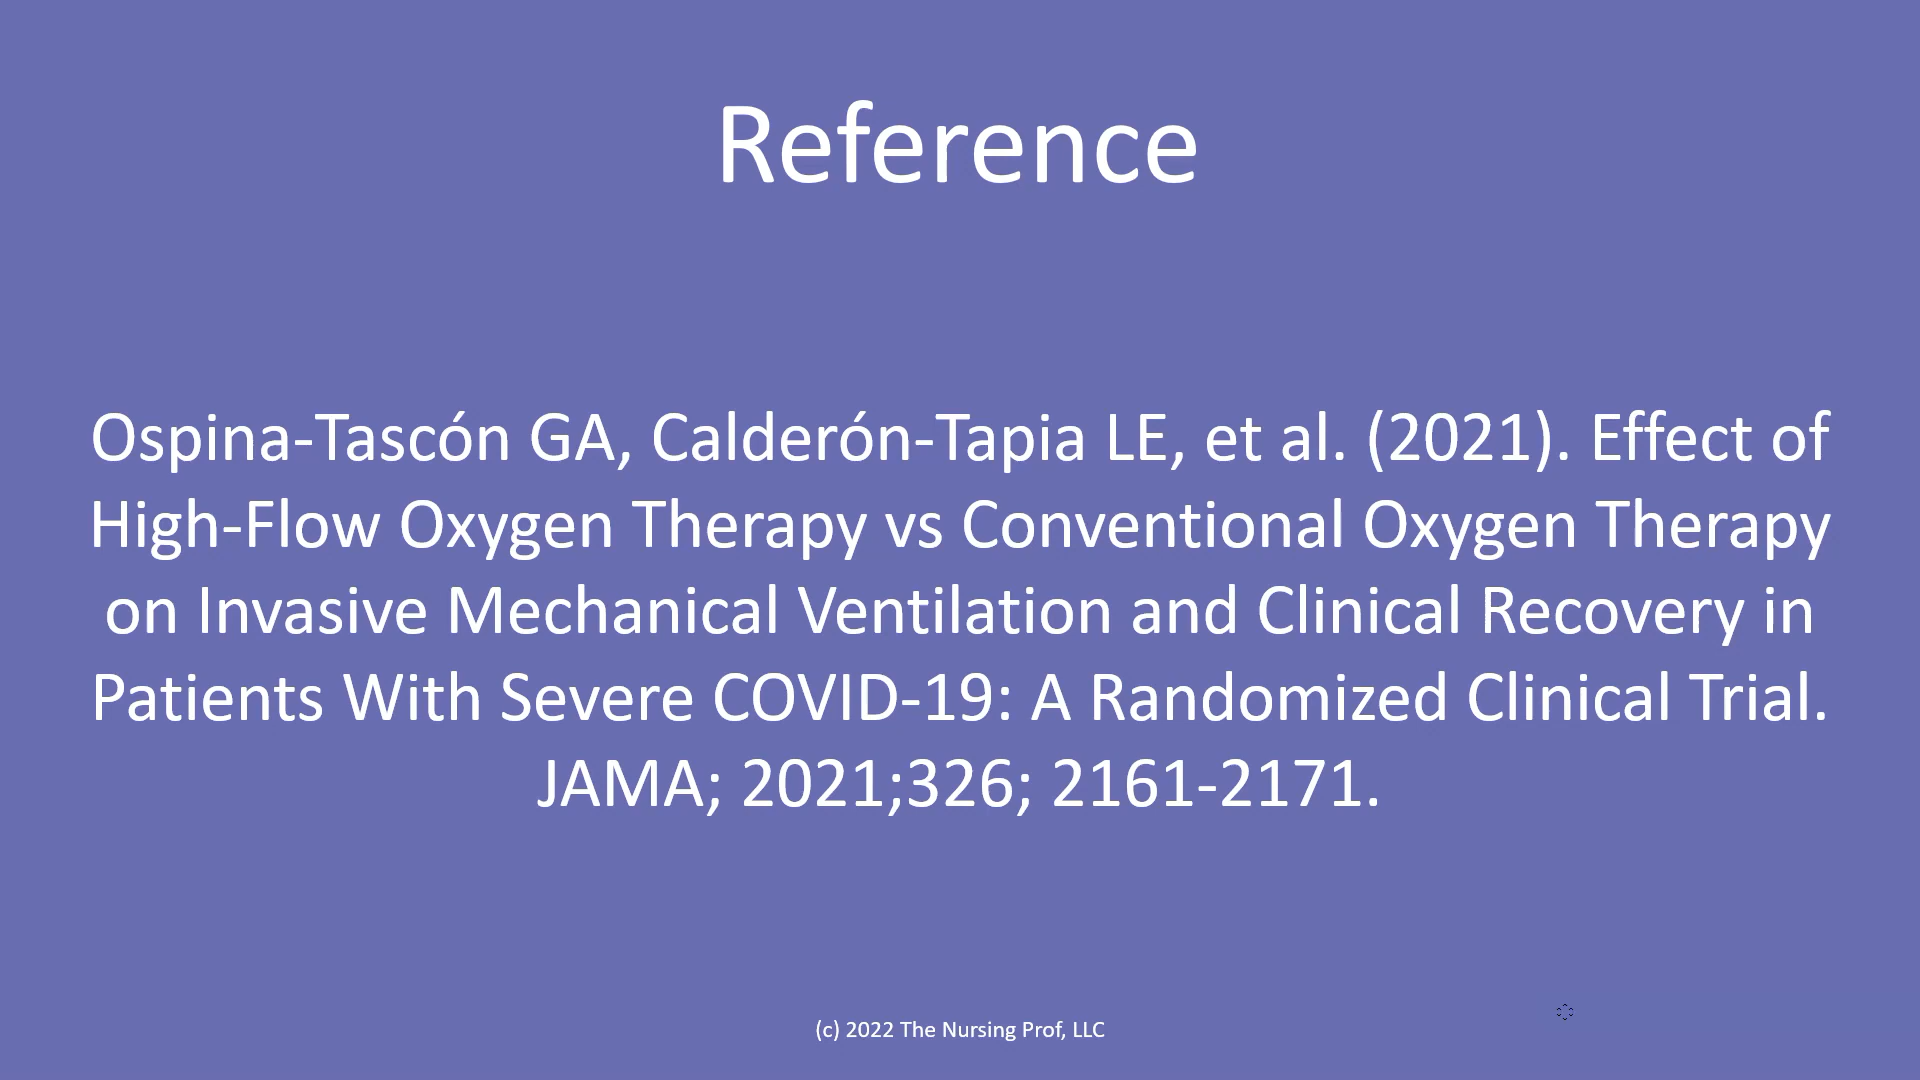 Reference
Ospina-Tascón GA, Calderón-Tapia LE, et al. (2021). Effect of
High-Flow Oxygen Therapy vs Conventional Oxygen Therapy
on Invasive Mechanical Ventilation and Clinical Recovery in
Patients With Severe COVID-19: A Randomized Clinical Trial.
JAMA; 2021;326; 2161-2171.
(c) 2022 The Nursing Prof, LLC